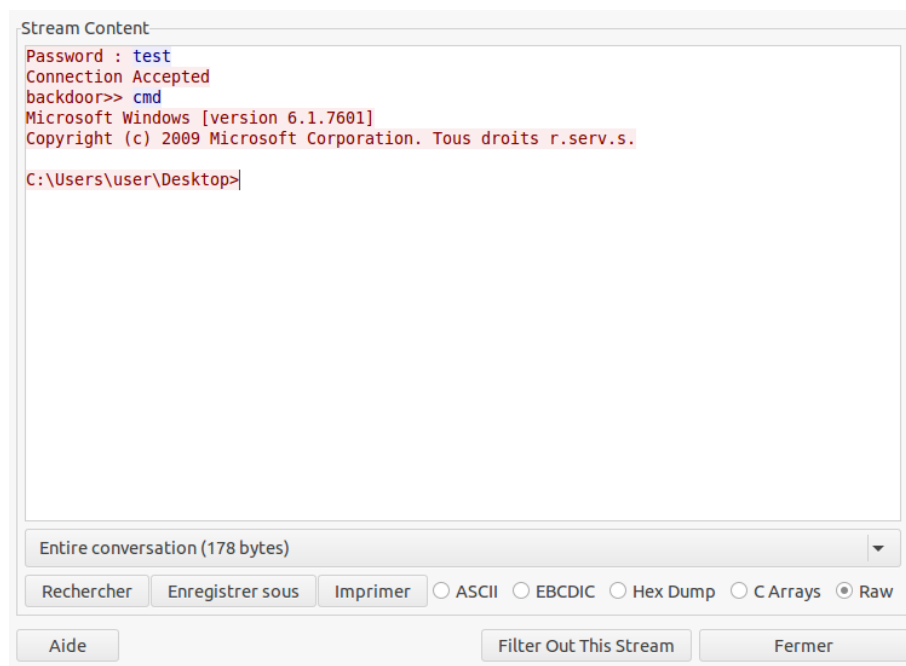 Stream Content
Password : test
Connection Accepted
backdoor>> cmd
Microsoft Windows [version 6.1.7601]
Copyright (c) 2009 Microsoft Corporation. Tous droits r.serv.s.
C:\Users\user\Desktop>
Entire conversation (178 bytes)
Rechercher Enregistrer sous Imprimer ASCII EBCDIC Hex Dump C Arrays Raw
Aide Filter Out This Stream Fermer